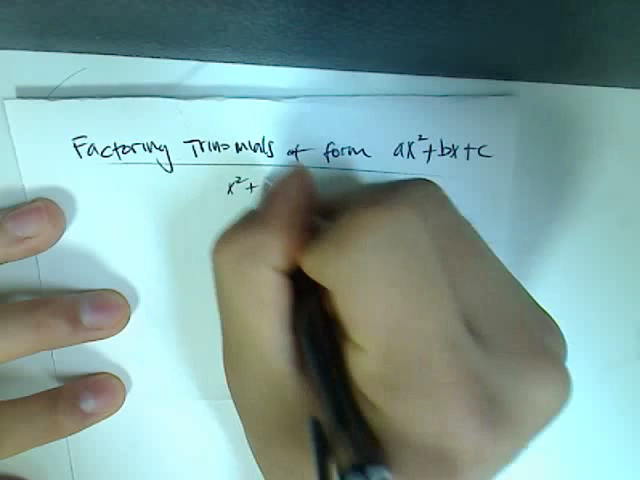 Factoring Trinomials of form ax²+bx+c
x²+